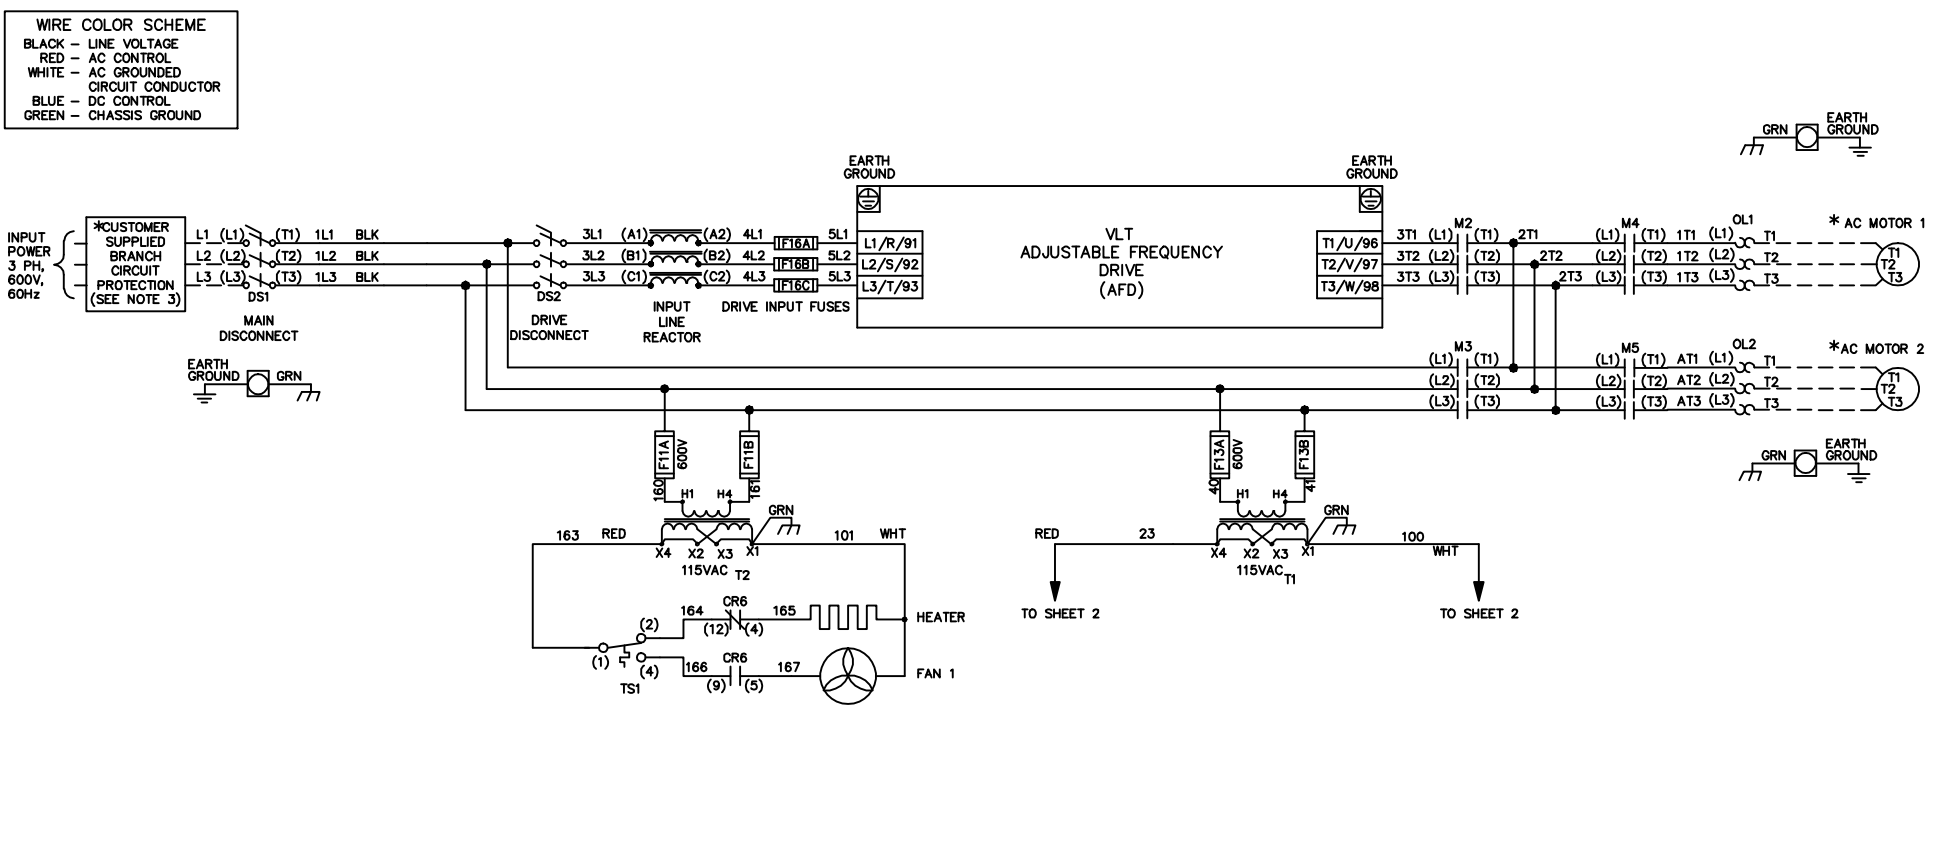 WIRE COLOR SCHEME
BLACK – LINE VOLTAGE
RED – AC CONTROL
WHITE – AC GROUNDED
CIRCUIT CONDUCTOR
BLUE – DC CONTROL
GREEN – CHASSIS GROUND
GRN
EARTH
GROUND
EARTH
GROUND
EARTH
GROUND
INPUT
POWER
3 PH,
600V,
60Hz
*CUSTOMER
SUPPLIED
BRANCH
CIRCUIT
PROTECTION
(SEE NOTE 3)
L1 (L1) (T1) 1L1 BLK
L2 (L2) (T2) 1L2 BLK
L3 (L3) (T3) 1L3 BLK
DS1
MAIN
DISCONNECT
3L1 (A1) (A2) 4L1 F16A 5L1
3L2 (B1) (B2) 4L2 F16B 5L2
3L3 (C1) (C2) 4L3 F16C 5L3
DS2
DRIVE
DISCONNECT
INPUT
LINE
REACTOR
DRIVE INPUT FUSES
L1/R/91
L2/S/92
L3/T/93
VLT
ADJUSTABLE FREQUENCY
DRIVE
(AFD)
T1/U/96
T2/V/97
T3/W/98
M2 M4 OL1 * AC MOTOR 1
3T1 (L1) (T1) 2T1 (L1) (T1) 1T1 (L1) T1
3T2 (L2) (T2) 2T2 (L2) (T2) 1T2 (L2) T2
3T3 (L3) (T3) 2T3 (L3) (T3) 1T3 (L3) T3
T1
T2
T3
M3 M5 OL2 *AC MOTOR 2
(L1) (T1) (L1) (T1) AT1 (L1) T1
(L2) (T2) (L2) (T2) AT2 (L2) T2
(L3) (T3) (L3) (T3) AT3 (L3) T3
T1
T2
T3
EARTH
GROUND
GRN
GRN
EARTH
GROUND
F11A
600V
F11B
160
161
H1 H4
GRN
163 RED
101 WHT
X4 X2 X3 X1
115VAC T2
F13A
600V
F13B
40
41
H1 H4
GRN
RED 23
100
WHT
X4 X2 X3 X1
115VAC T1
TO SHEET 2
TO SHEET 2
CR6
164 165
(12) (4)
HEATER
(2)
(1)
(4)
TS1
CR6
166 167
(9) (5)
FAN 1